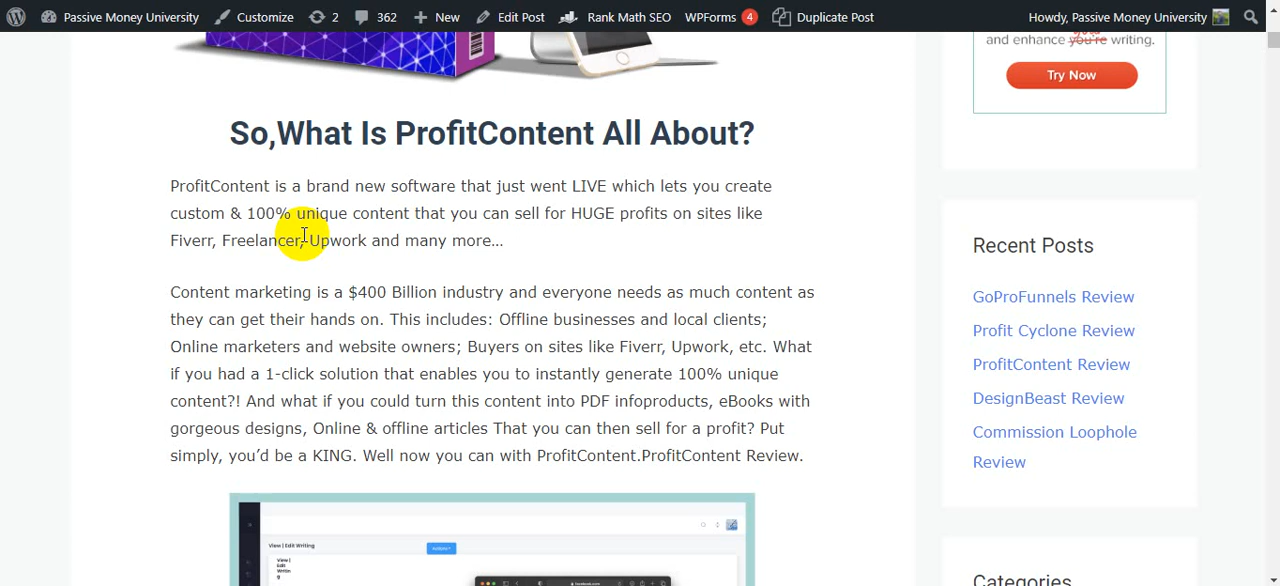 Passive Money University Customize 2 362 New Edit Post Rank Math SEO WPForms 4 Duplicate Post Howdy, Passive Money University
and enhance you're writing.
Try Now
So,What Is ProfitContent All About?
ProfitContent is a brand new software that just went LIVE which lets you create
custom & 100% unique content that you can sell for HUGE profits on sites like
Fiverr, Freelancer, Upwork and many more...
Content marketing is a $400 Billion industry and everyone needs as much content as
they can get their hands on. This includes: Offline businesses and local clients;
Online marketers and website owners; Buyers on sites like Fiverr, Upwork, etc. What
if you had a 1-click solution that enables you to instantly generate 100% unique
content?! And what if you could turn this content into PDF infoproducts, eBooks with
gorgeous designs, Online & offline articles That you can then sell for a profit? Put
simply, you’d be a KING. Well now you can with ProfitContent.ProfitContent Review.
View | Edit Writing
Actions
View |
Edit
Writin
g
facebook.com
Recent Posts
GoProFunnels Review
Profit Cyclone Review
ProfitContent Review
DesignBeast Review
Commission Loophole
Review
Categories